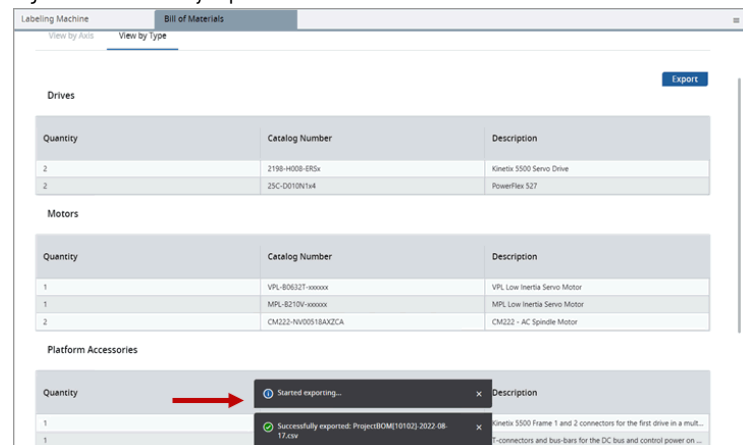 Labeling Machine
Bill of Materials
View by Axis
View by Type
Export
Drives
Quantity Catalog Number Description
2 2198-H008-ERSx Kinetix 5500 Servo Drive
2 25C-D010N1x4 PowerFlex 527
Motors
Quantity Catalog Number Description
1 VPL-B0632T-xxxxxx VPL Low Inertia Servo Motor
1 MPL-B210V-xxxxxx MPL Low Inertia Servo Motor
2 CM222-NV00518AXZCA CM222 - AC Spindle Motor
Platform Accessories
Quantity Description
Started exporting...
1 Kinetix 5500 Frame 1 and 2 connectors for the first drive in a mult...
Successfully exported: ProjectBOM[10102]-2022-08-
17.csv
1 T-connectors and bus-bars for the DC bus and control power on ...